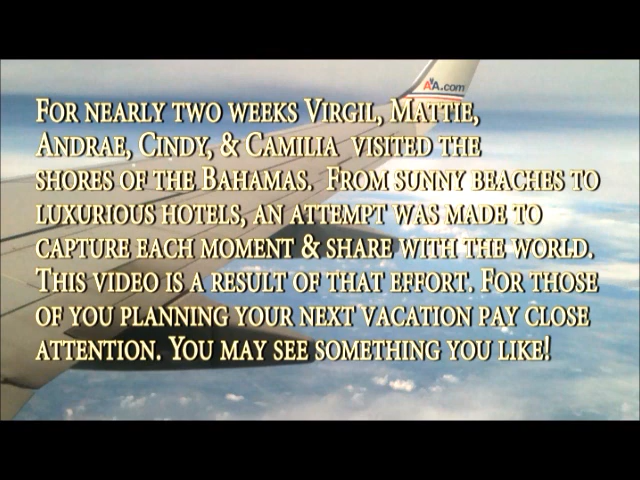 AA.com
For nearly two weeks Virgil, Mattie,
Andrae, Cindy, & Camilia visited the
shores of the Bahamas. From sunny beaches to
luxurious hotels, an attempt was made to
capture each moment & share with the world.
This video is a result of that effort. For those
of you planning your next vacation pay close
attention. You may see something you like!